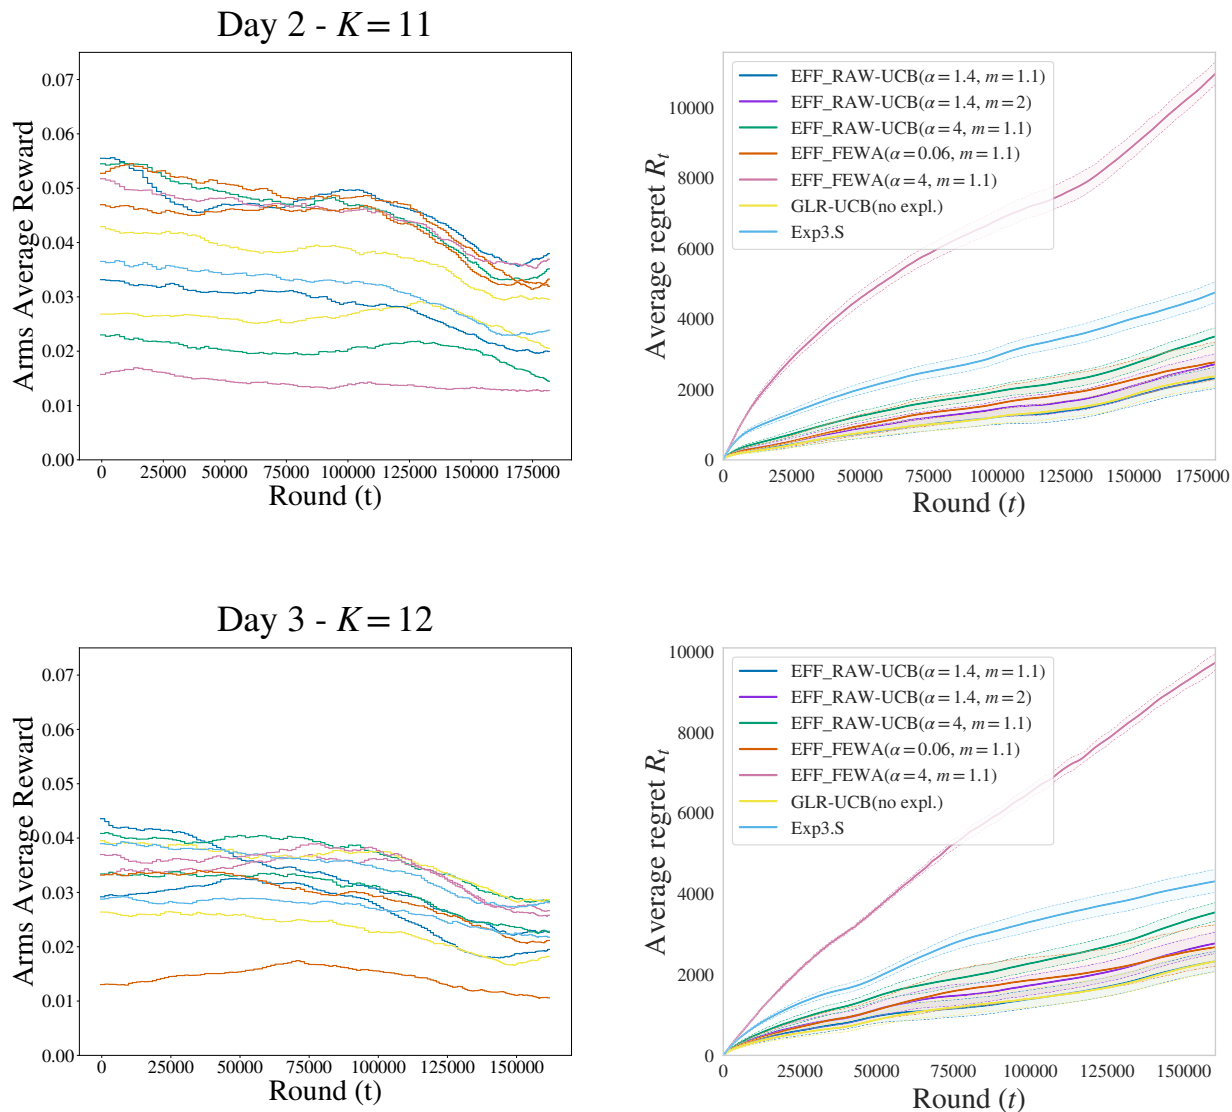 Day 2 - K = 11
Arms Average Reward
0.07
0.06
0.05
0.04
0.03
0.02
0.01
0.00
0 25000 50000 75000 100000 125000 150000 175000
Round (t)
Average regret R_t
10000
8000
6000
4000
2000
0
EFF_RAW-UCB(α = 1.4, m = 1.1)
EFF_RAW-UCB(α = 1.4, m = 2)
EFF_RAW-UCB(α = 4, m = 1.1)
EFF_FEWA(α = 0.06, m = 1.1)
EFF_FEWA(α = 4, m = 1.1)
GLR-UCB(no expl.)
Exp3.S
0 25000 50000 75000 100000 125000 150000 175000
Round (t)
Day 3 - K = 12
Arms Average Reward
0.07
0.06
0.05
0.04
0.03
0.02
0.01
0.00
0 25000 50000 75000 100000 125000 150000
Round (t)
Average regret R_t
10000
8000
6000
4000
2000
0
EFF_RAW-UCB(α = 1.4, m = 1.1)
EFF_RAW-UCB(α = 1.4, m = 2)
EFF_RAW-UCB(α = 4, m = 1.1)
EFF_FEWA(α = 0.06, m = 1.1)
EFF_FEWA(α = 4, m = 1.1)
GLR-UCB(no expl.)
Exp3.S
0 25000 50000 75000 100000 125000 150000
Round (t)